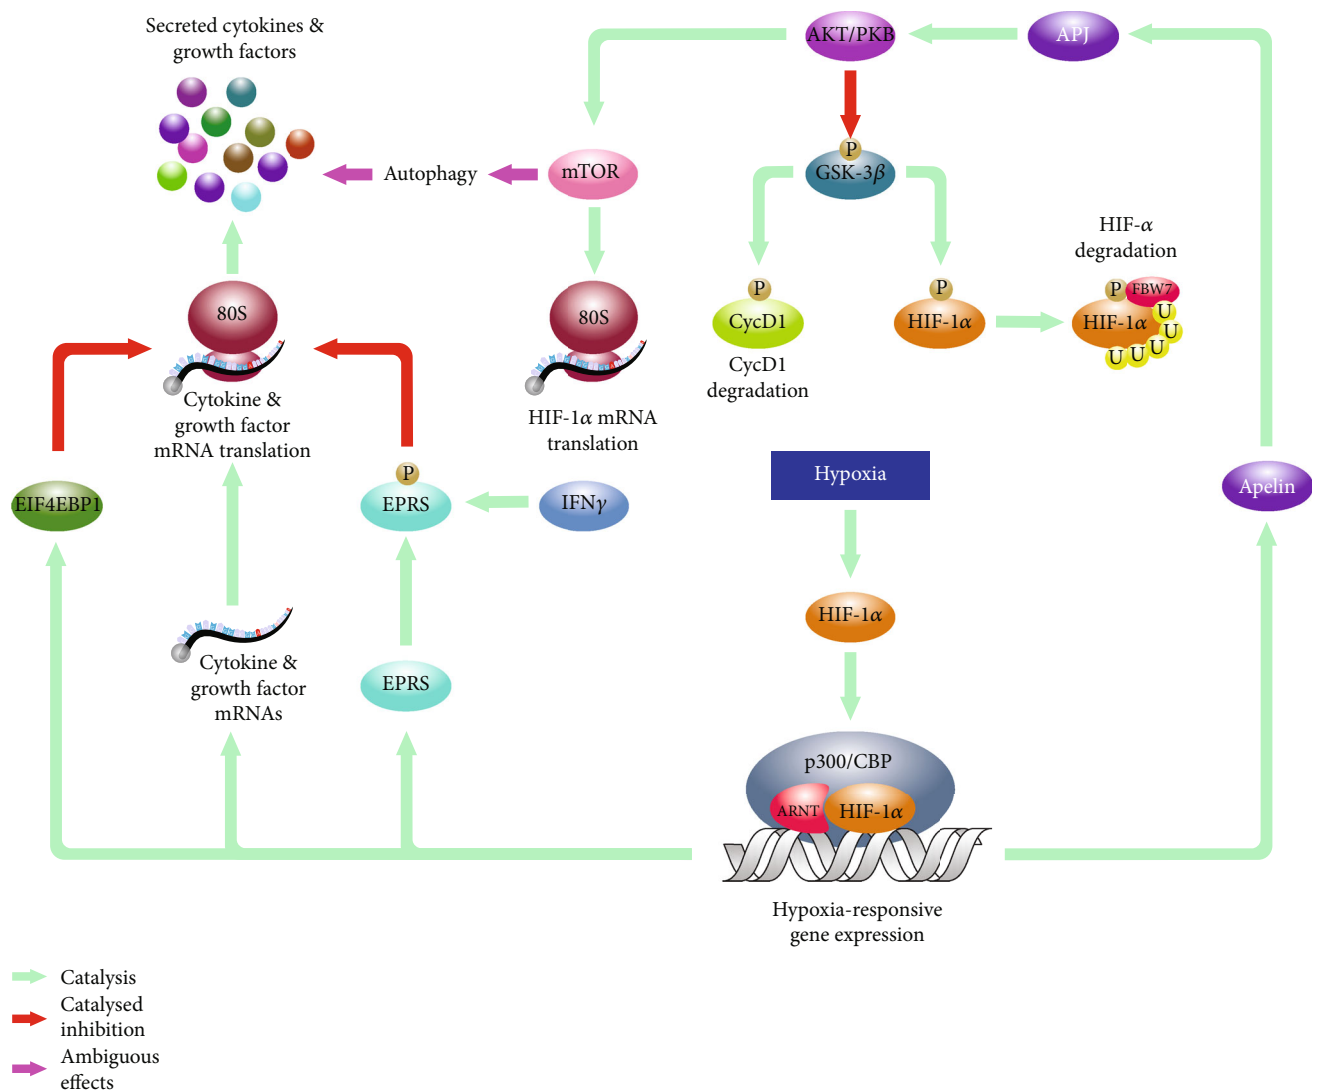 Secreted cytokines &
growth factors
AKT/PKB
APJ
P
GSK-3β
Autophagy
mTOR
HIF-α
degradation
P
P
P
FBW7
80S
80S
CycD1
HIF-1α
HIF-1α
U
U
U
U
U
U
CycD1
degradation
Cytokine &
growth factor
mRNA translation
HIF-1α mRNA
translation
P
Hypoxia
EIF4EBP1
EPRS
IFNγ
Apelin
HIF-1α
Cytokine &
growth factor
mRNAs
EPRS
p300/CBP
ARNT
HIF-1α
Hypoxia-responsive
gene expression
Catalysis
Catalysed
inhibition
Ambiguous
effects